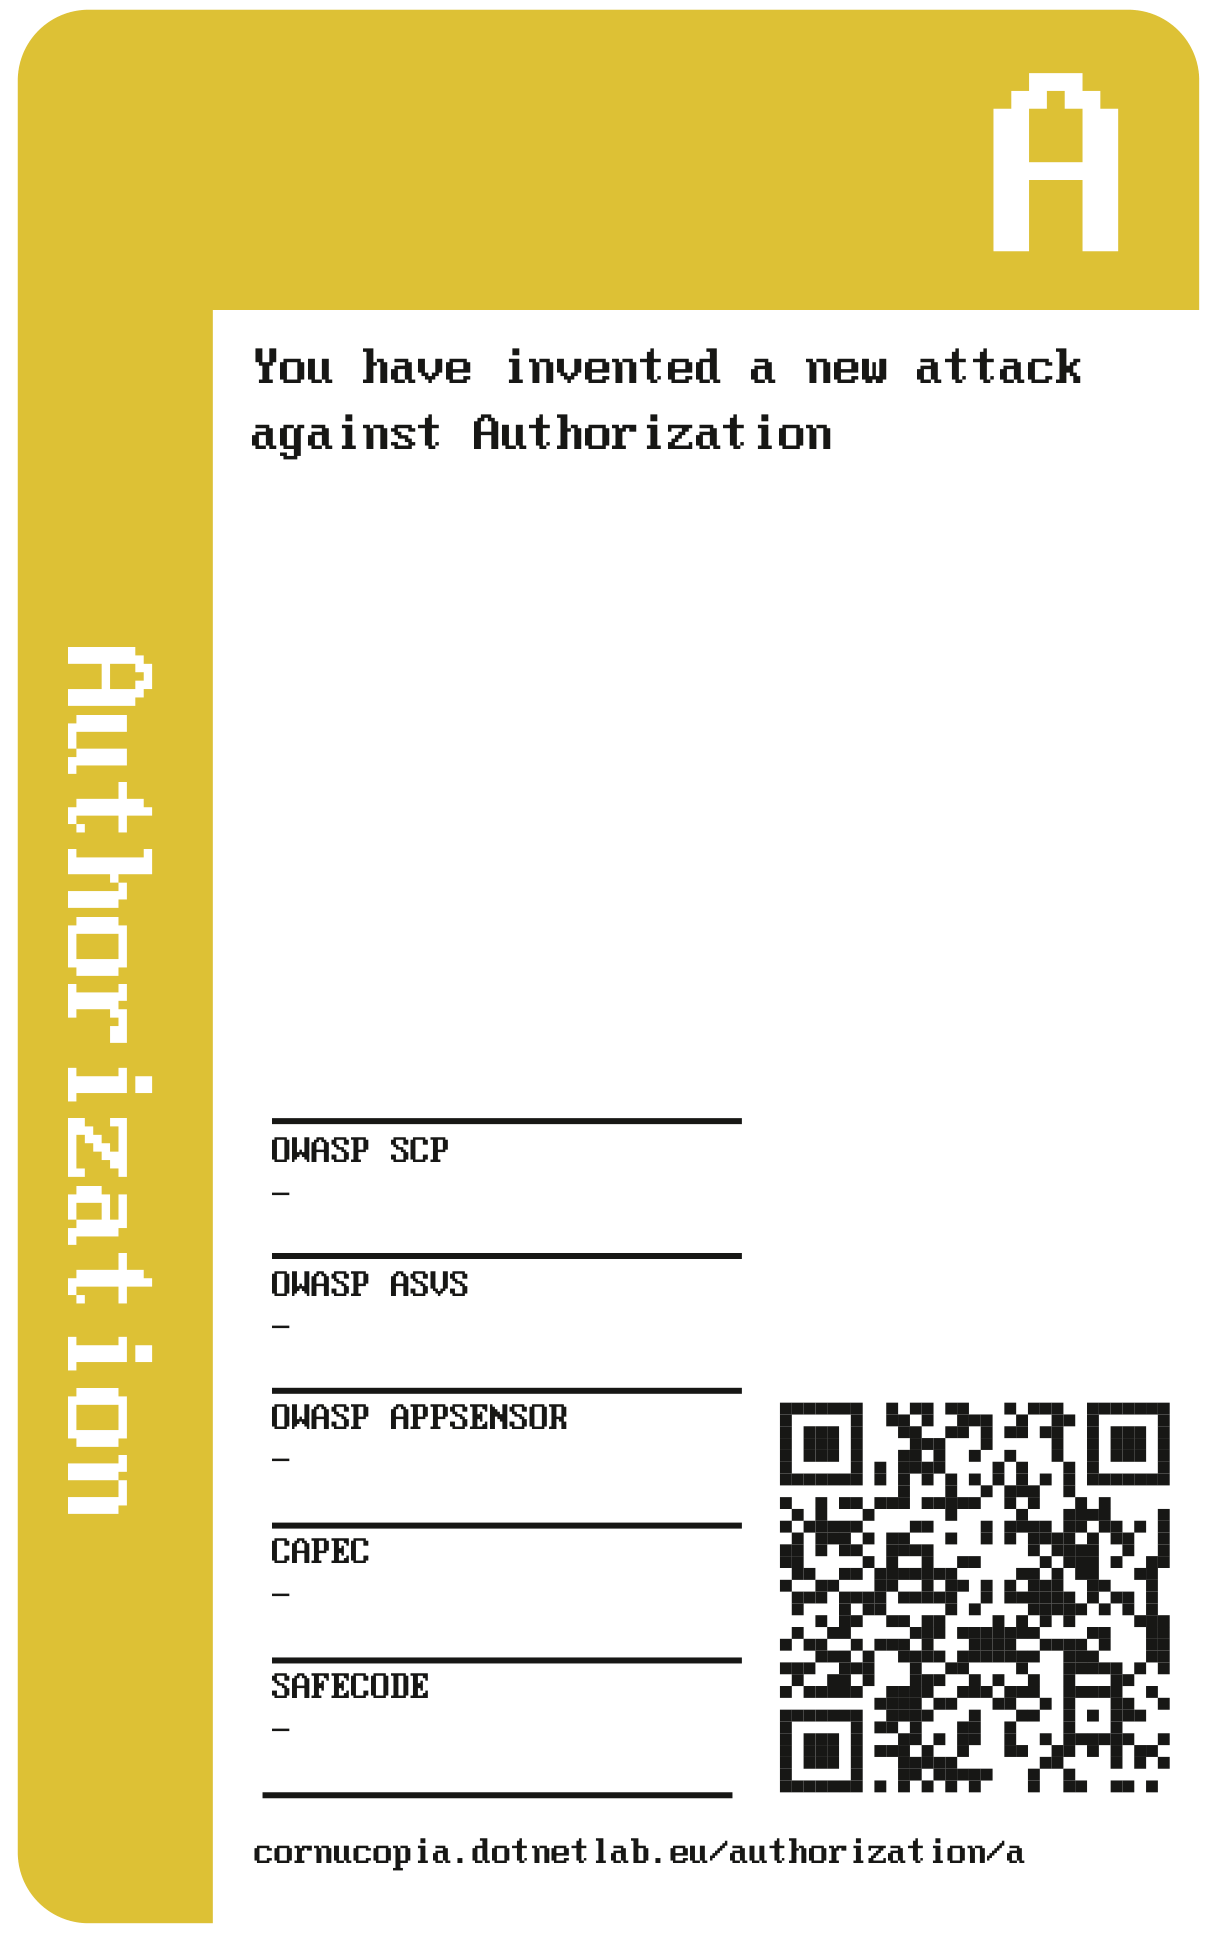 A
You have invented a new attack
against Authorization
Authorization
OWASP SCP
–
OWASP ASVS
–
OWASP APPSENSOR
–
CAPEC
–
SAFECODE
–
cornucopia.dotnetlab.eu/authorization/a